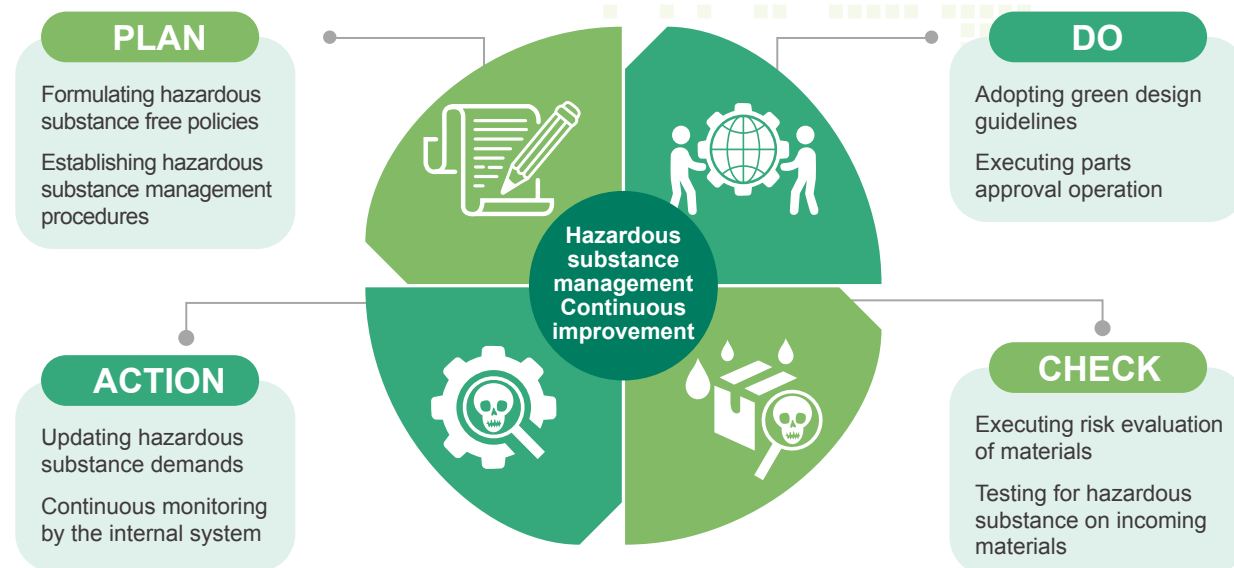 PLAN
Formulating hazardous
substance free policies
Establishing hazardous
substance management
procedures
DO
Adopting green design
guidelines
Executing parts
approval operation
Hazardous
substance
management
Continuous
improvement
ACTION
Updating hazardous
substance demands
Continuous monitoring
by the internal system
CHECK
Executing risk evaluation
of materials
Testing for hazardous
substance on incoming
materials